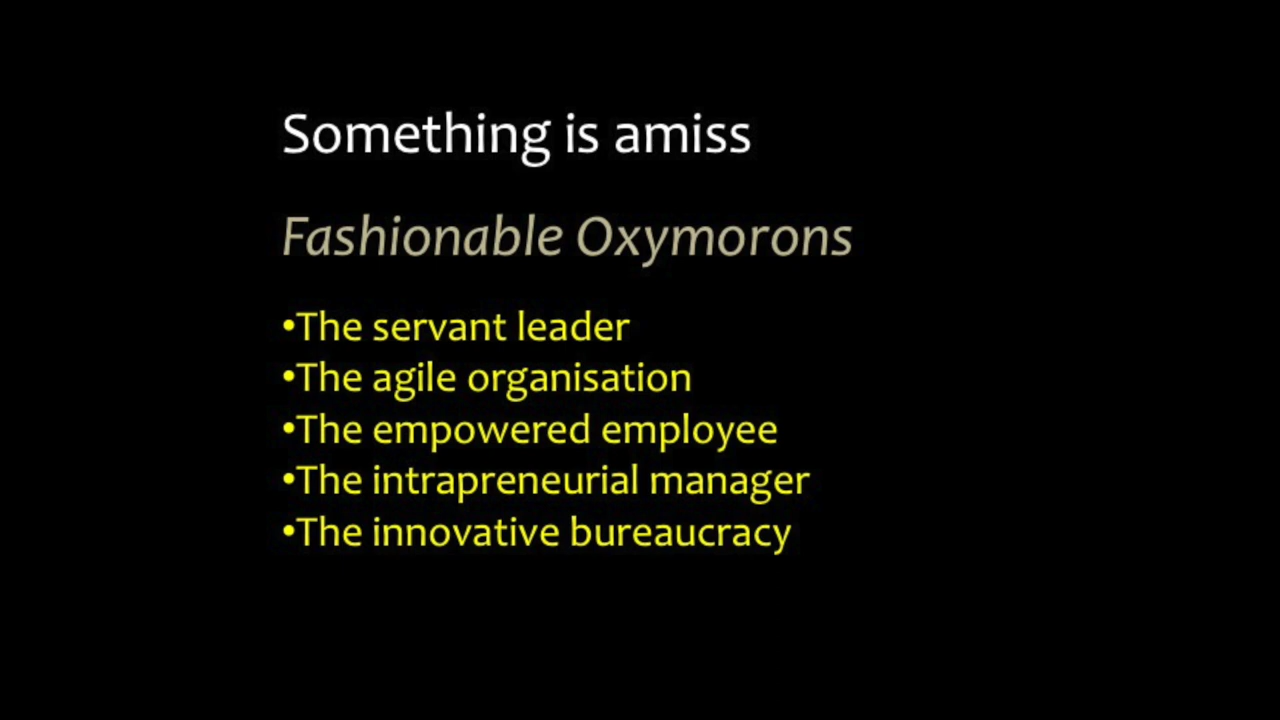 Something is amiss
Fashionable Oxymorons
•The servant leader
•The agile organisation
•The empowered employee
•The intrapreneurial manager
•The innovative bureaucracy